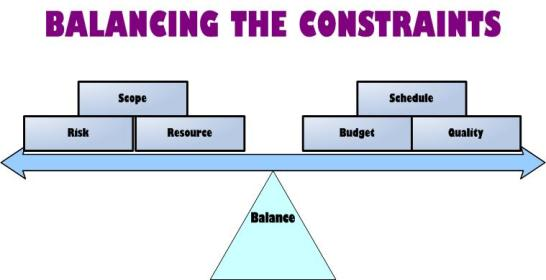 BALANCING THE CONSTRAINTS
Scope
Schedule
Risk
Resource
Budget
Quality
Balance